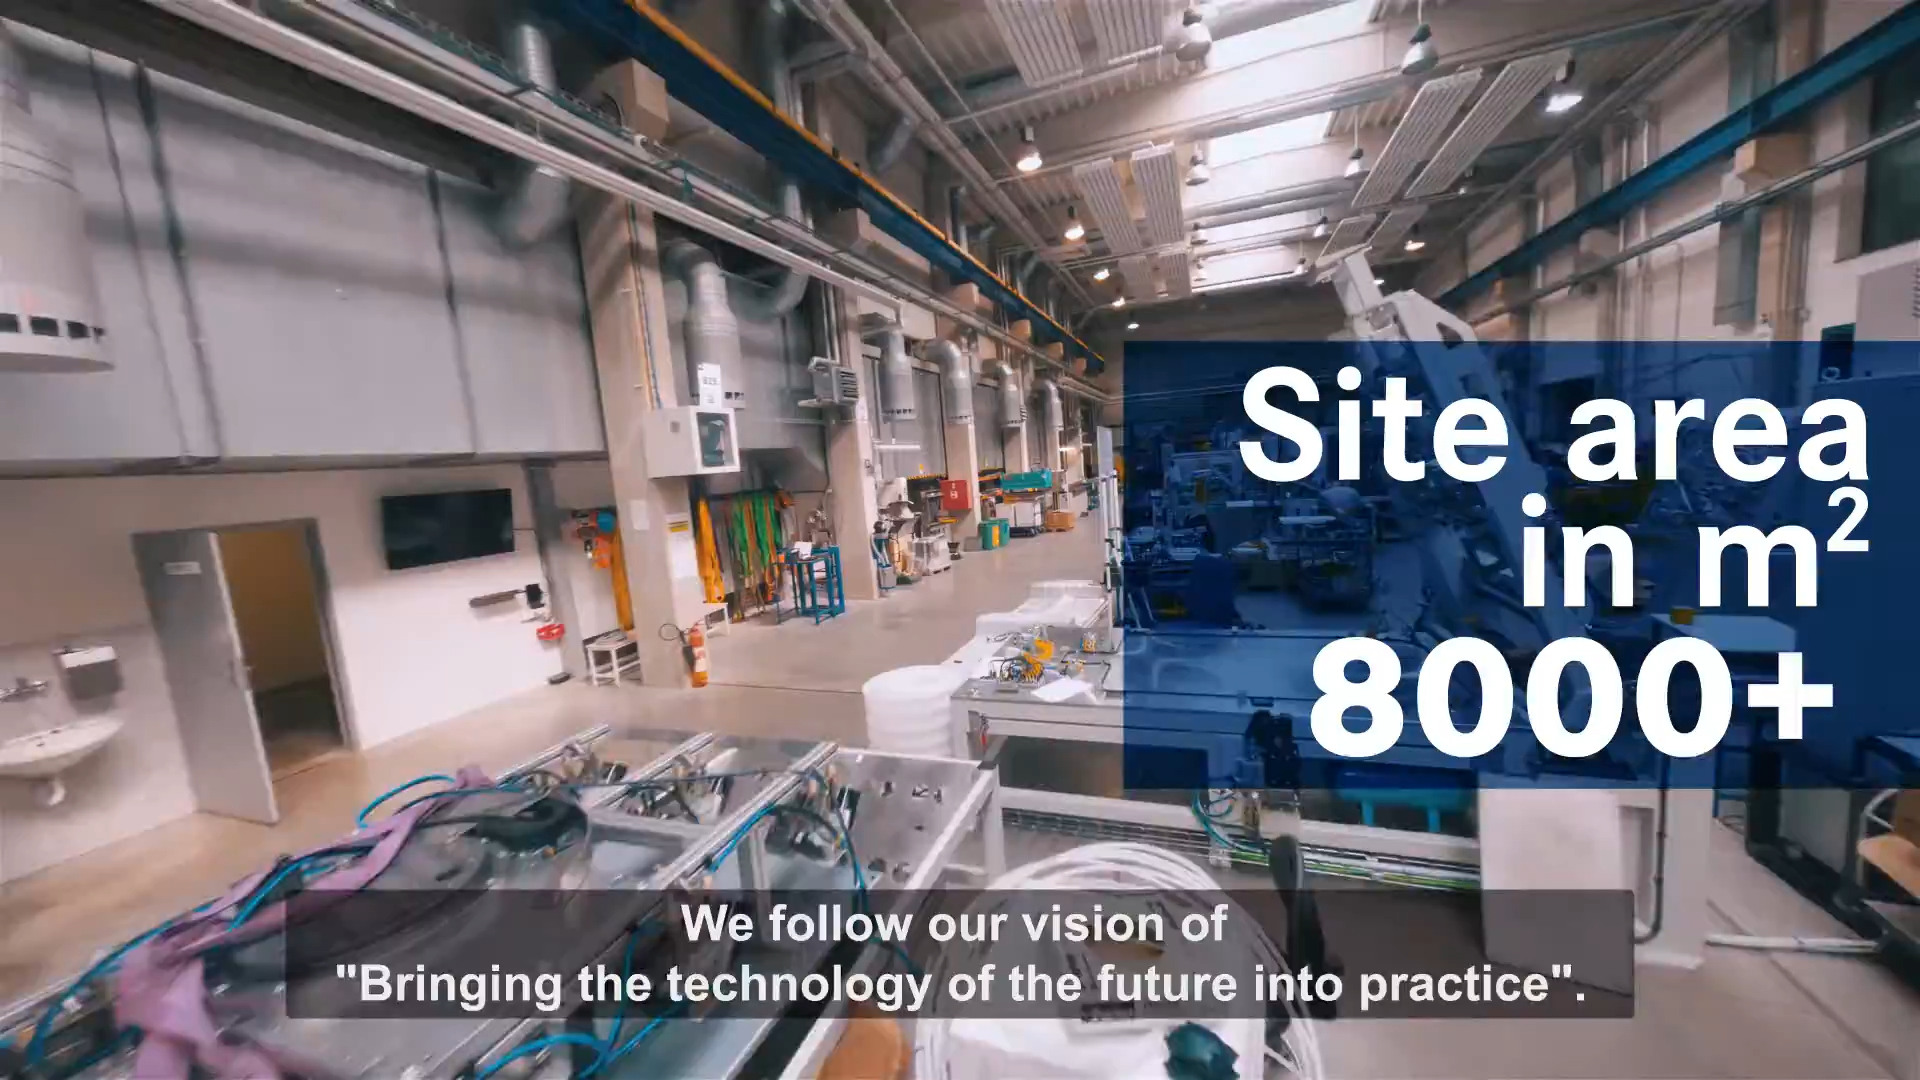 Site area
in m²
8000+
We follow our vision of
"Bringing the technology of the future into practice".